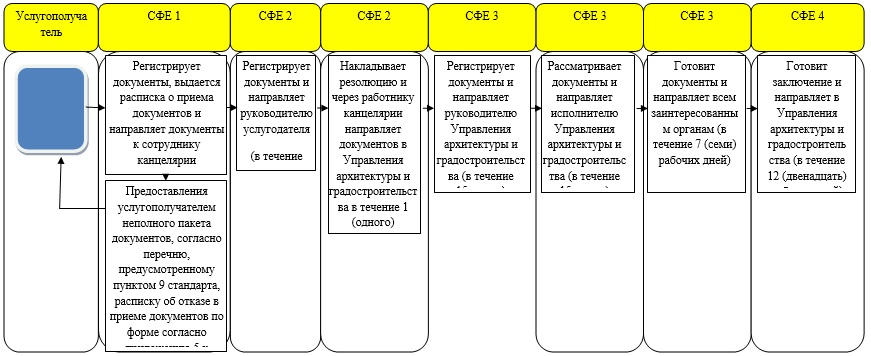 Услугополуча
тель
СФЕ 1
СФЕ 2
СФЕ 2
СФЕ 3
СФЕ 3
СФЕ 3
СФЕ 4
Регистрирует
документы, выдается
расписка о приема
документов и
направляет документы
к сотруднику
канцелярии
Предоставления
услугополучателем
неполного пакета
документов, согласно
перечню,
предусмотренному
пунктом 9 стандарта,
расписку об отказе в
приеме документов по
форме согласно
Регистрирует
документы и
направляет
руководителю
услугодателя
(в течение
Накладывает
резолюцию и
через работнику
канцелярии
направляет
документов в
Управления
архитектуры и
градостроительст
ва в течение 1
(одного)
Регистрирует
документы и
направляет
руководителю
Управления
архитектуры и
градостроительст
ва (в течение
Рассматривает
документы и
направляет
исполнителю
Управления
архитектуры и
градостроительс
тва (в течение
Готовит
документы и
направляет всем
заинтересованны
м органам (в
течение 7 (семи)
рабочих дней)
Готовит
заключение и
направляет в
Управления
архитектуры и
градостроитель
ства (в течение
12 (двенадцать)